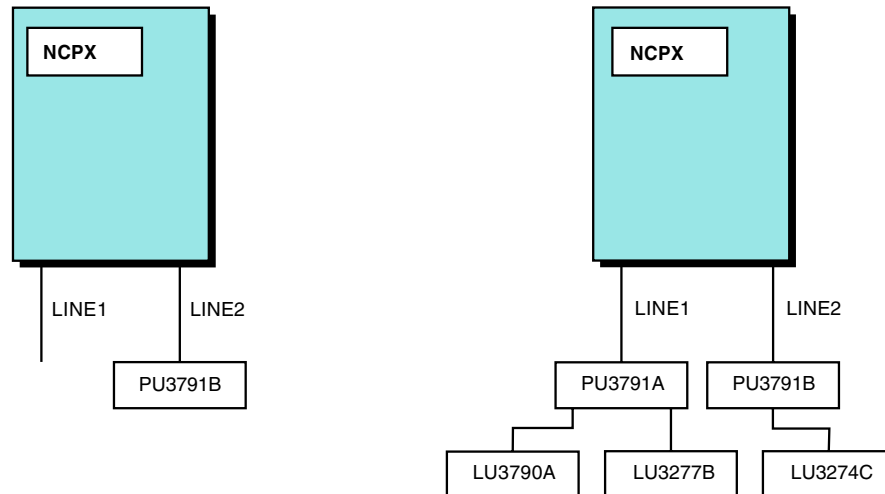 NCPX
LINE1
LINE2
PU3791B
NCPX
LINE1
LINE2
PU3791A
PU3791B
LU3790A
LU3277B
LU3274C